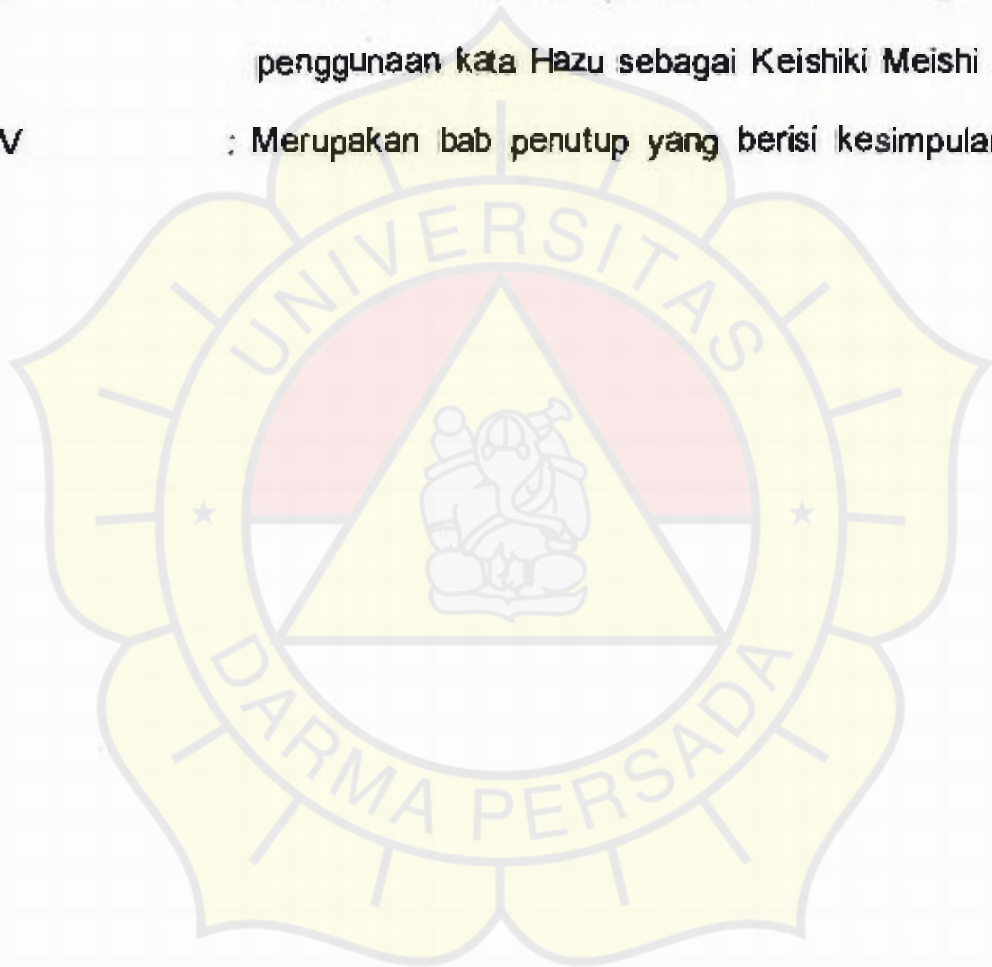 penggunaan kata Hazu sebagai Keishiki Meishi
V : Merupakan bab penutup yang berisi kesimpulan
UNIVERSITAS
DARMA PERSADA